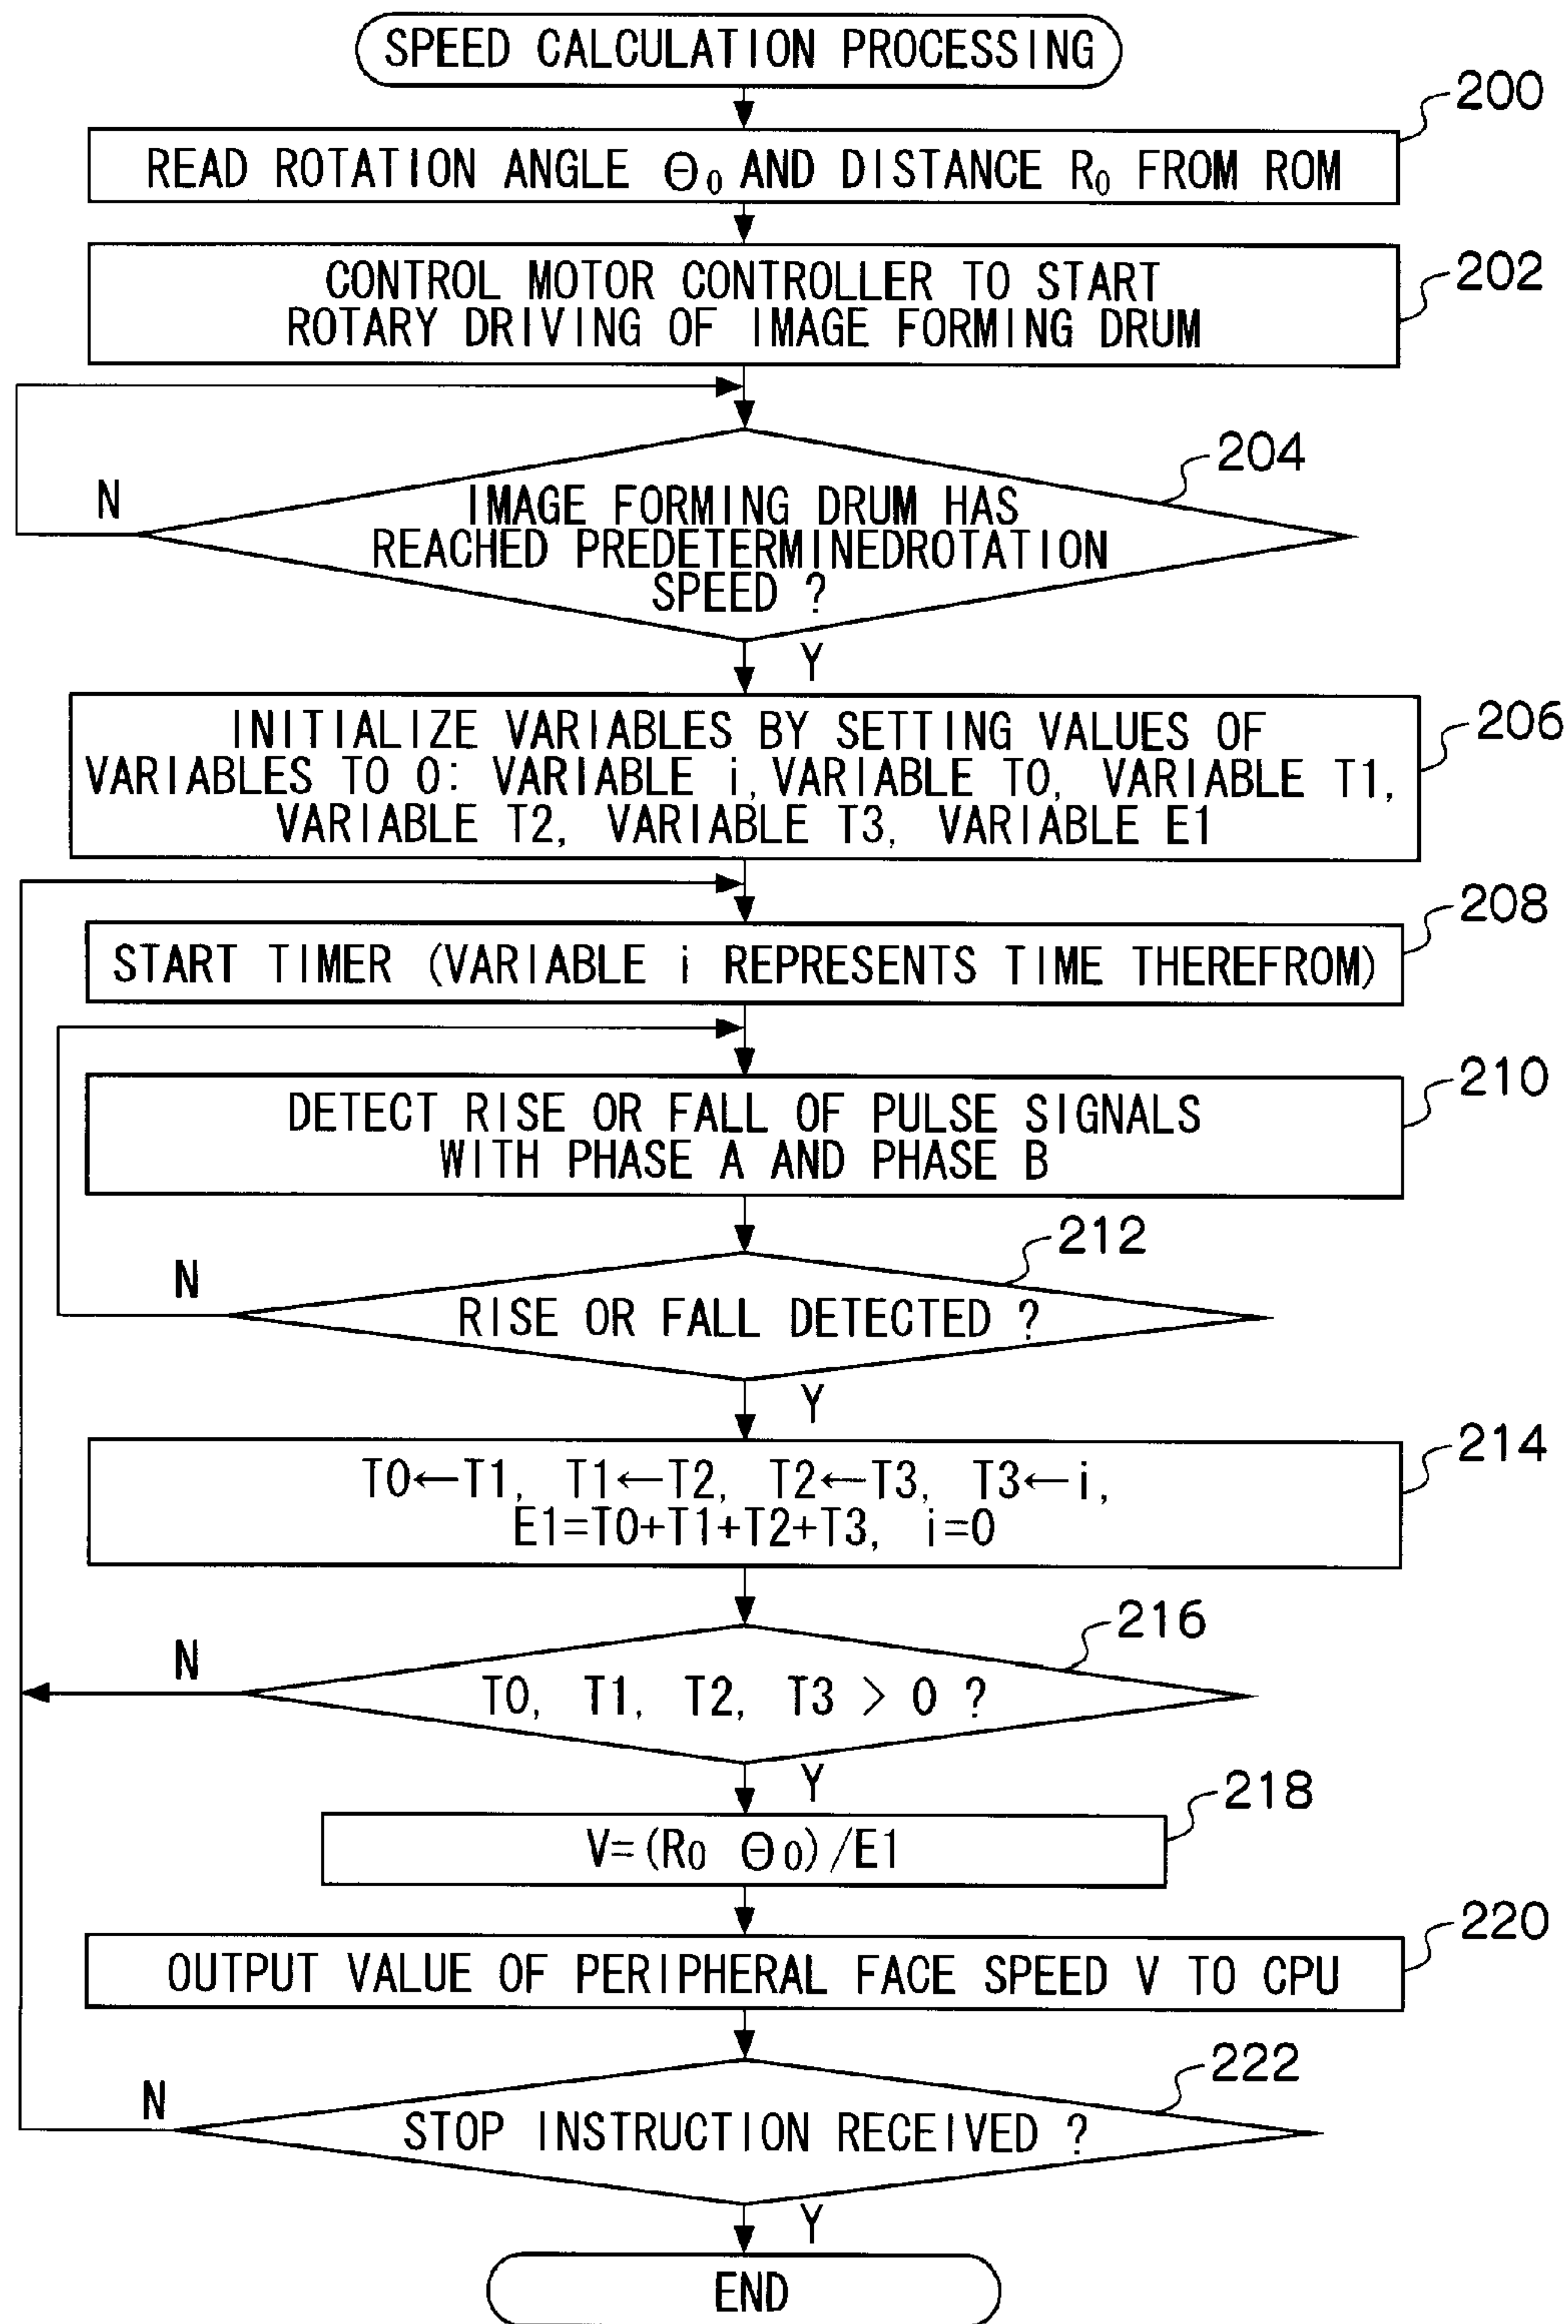 SPEED CALCULATION PROCESSING
200
READ ROTATION ANGLE Θ₀ AND DISTANCE R₀ FROM ROM
202
CONTROL MOTOR CONTROLLER TO START
ROTARY DRIVING OF IMAGE FORMING DRUM
204
N
IMAGE FORMING DRUM HAS
REACHED PREDETERMINEDROTATION
SPEED ?
Y
206
INITIALIZE VARIABLES BY SETTING VALUES OF
VARIABLES TO 0: VARIABLE i, VARIABLE T0, VARIABLE T1,
VARIABLE T2, VARIABLE T3, VARIABLE E1
208
START TIMER (VARIABLE i REPRESENTS TIME THEREFROM)
210
DETECT RISE OR FALL OF PULSE SIGNALS
WITH PHASE A AND PHASE B
212
N
RISE OR FALL DETECTED ?
Y
214
T0←T1, T1←T2, T2←T3, T3←i,
E1=T0+T1+T2+T3, i=0
216
N
T0, T1, T2, T3 > 0 ?
Y
218
V=(R₀ Θ₀)/E1
220
OUTPUT VALUE OF PERIPHERAL FACE SPEED V TO CPU
222
N
STOP INSTRUCTION RECEIVED ?
Y
END